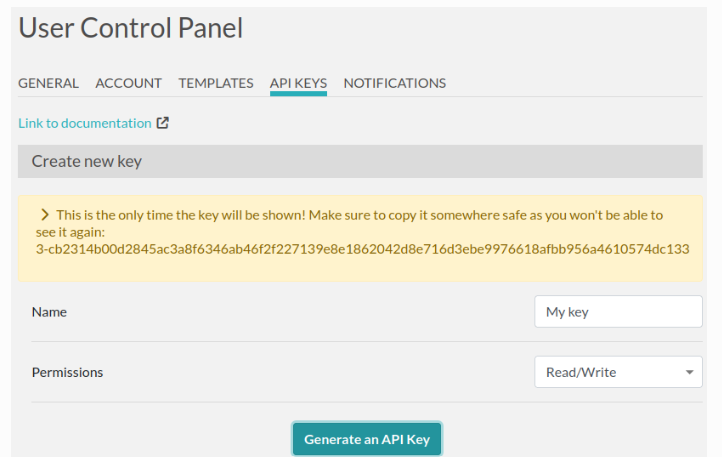 User Control Panel
GENERAL ACCOUNT TEMPLATES API KEYS NOTIFICATIONS
Link to documentation
Create new key
This is the only time the key will be shown! Make sure to copy it somewhere safe as you won't be able to
see it again:
3-cb2314b00d2845ac3a8f6346ab46f2f227139e8e1862042d8e716d3ebe9976618afbb956a4610574dc133
Name My key
Permissions Read/Write
Generate an API Key